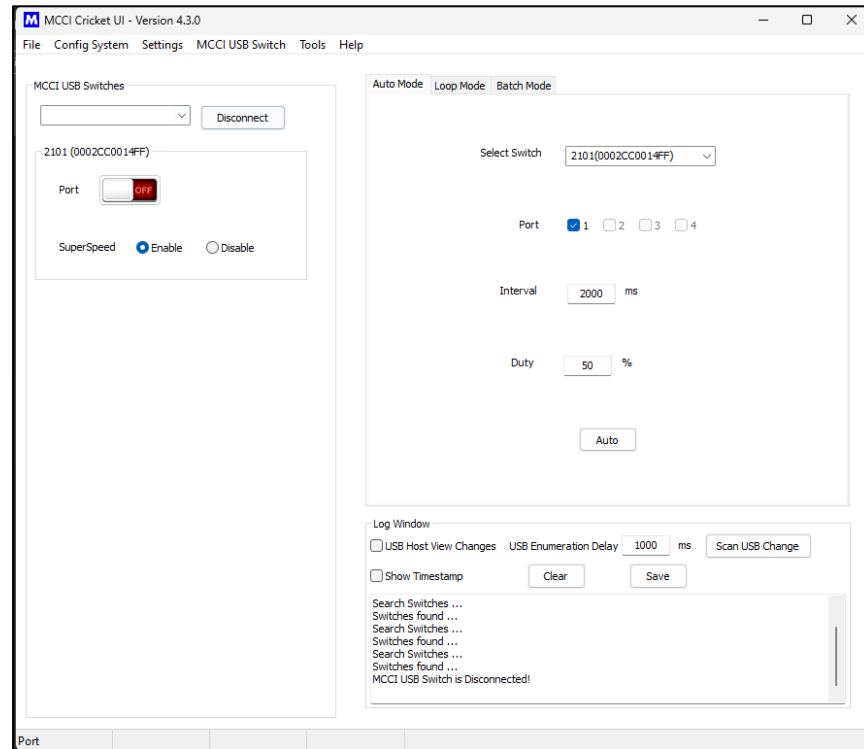 M MCCI Cricket UI - Version 4.3.0
File Config System Settings MCCI USB Switch Tools Help
MCCI USB Switches
Disconnect
2101 (0002CC0014FF)
Port OFF
SuperSpeed Enable Disable
Auto Mode Loop Mode Batch Mode
Select Switch 2101(0002CC0014FF)
Port 1 2 3 4
Interval 2000 ms
Duty 50 %
Auto
Log Window
USB Host View Changes USB Enumeration Delay 1000 ms Scan USB Change
Show Timestamp Clear Save
Search Switches ...
Switches found ...
Search Switches ...
Switches found ...
Search Switches ...
Switches found ...
MCCI USB Switch is Disconnected!
Port